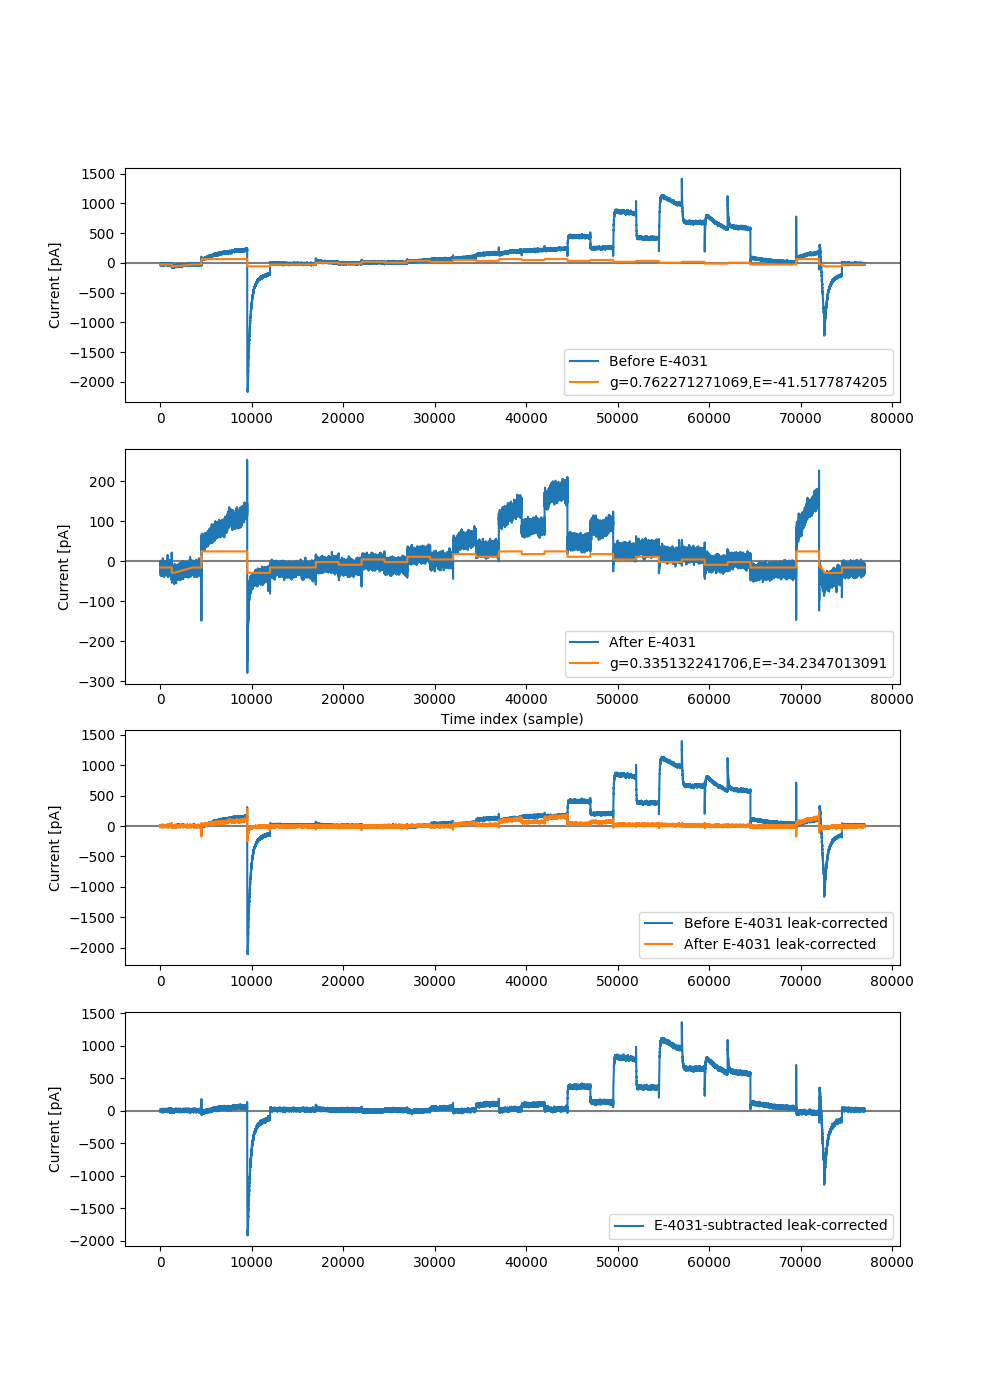 1500
1000
500
0
−500
−1000
−1500
−2000
Current [pA]
Before E-4031
g=0.762271271069,E=-41.5177874205
0 10000 20000 30000 40000 50000 60000 70000 80000
200
100
0
−100
−200
−300
Current [pA]
After E-4031
g=0.335132241706,E=-34.2347013091
0 10000 20000 30000 40000 50000 60000 70000 80000
Time index (sample)
1500
1000
500
0
−500
−1000
−1500
−2000
Current [pA]
Before E-4031 leak-corrected
After E-4031 leak-corrected
0 10000 20000 30000 40000 50000 60000 70000 80000
1500
1000
500
0
−500
−1000
−1500
−2000
Current [pA]
E-4031-subtracted leak-corrected
0 10000 20000 30000 40000 50000 60000 70000 80000